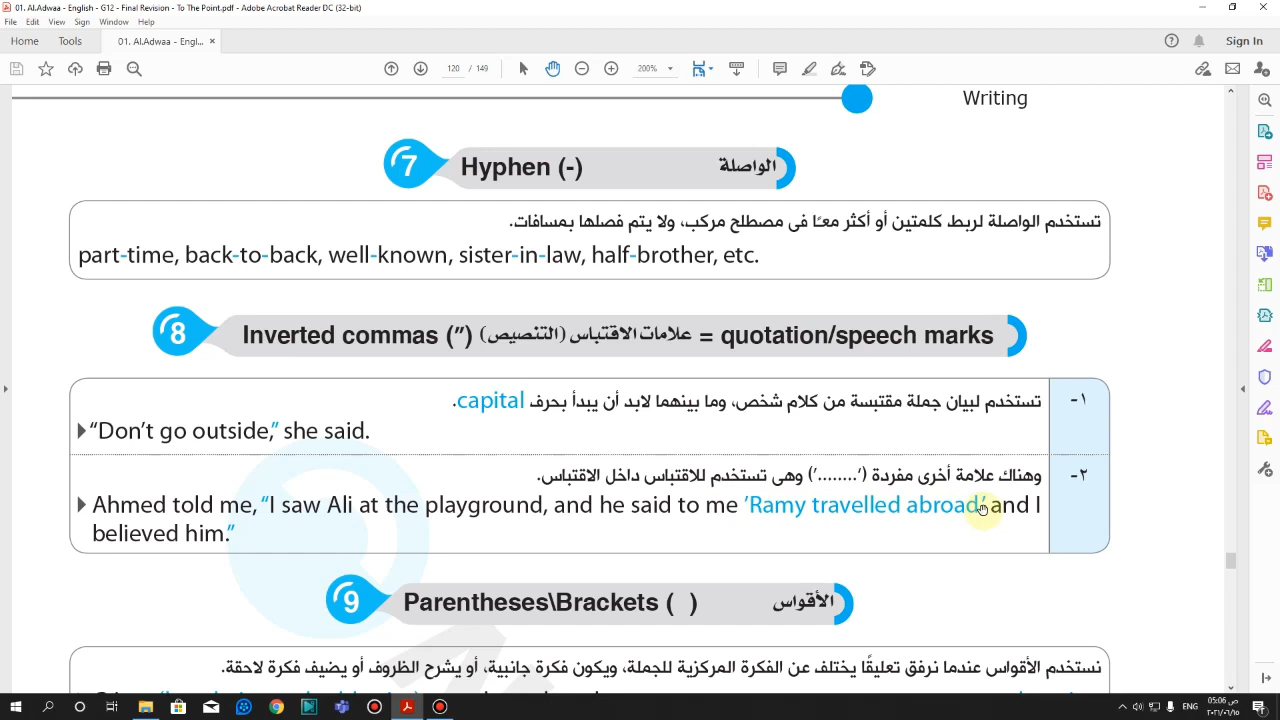 01. Al.Adwaa - English - G12 - Final Revision - To The Point.pdf - Adobe Acrobat Reader DC (32-bit)
File Edit View Sign Window Help
Home Tools 01. Al.Adwaa - Engl... × Sign In
120 / 149 200%
Writing
7 Hyphen (-) الواصلة
تستخدم الواصلة لربط كلمتين أو أكثر معًا فى مصطلح مركب، ولا يتم فصلها بمسافات.
part-time, back-to-back, well-known, sister-in-law, half-brother, etc.
8 Inverted commas (″) علامات الاقتباس (التنصيص) = quotation/speech marks
١- تستخدم لبيان جملة مقتبسة من كلام شخص، وما بينهما لابد أن يبدأ بحرف capital.
“Don’t go outside,” she said.
٢- وهناك علامة أخرى مفردة (‘........’) وهى تستخدم للاقتباس داخل الاقتباس.
Ahmed told me, “I saw Ali at the playground, and he said to me ’Ramy travelled abroad’ and I
believed him.”
9 Parentheses\Brackets ( ) الأقواس
نستخدم الأقواس عندما نرفق تعليقًا يختلف عن الفكرة المركزية للجملة، ويكون فكرة جانبية، أو يشرح الظروف أو يضيف فكرة لاحقة.
ENG 05:06 ص
٢٠٢١/٠٦/١٥